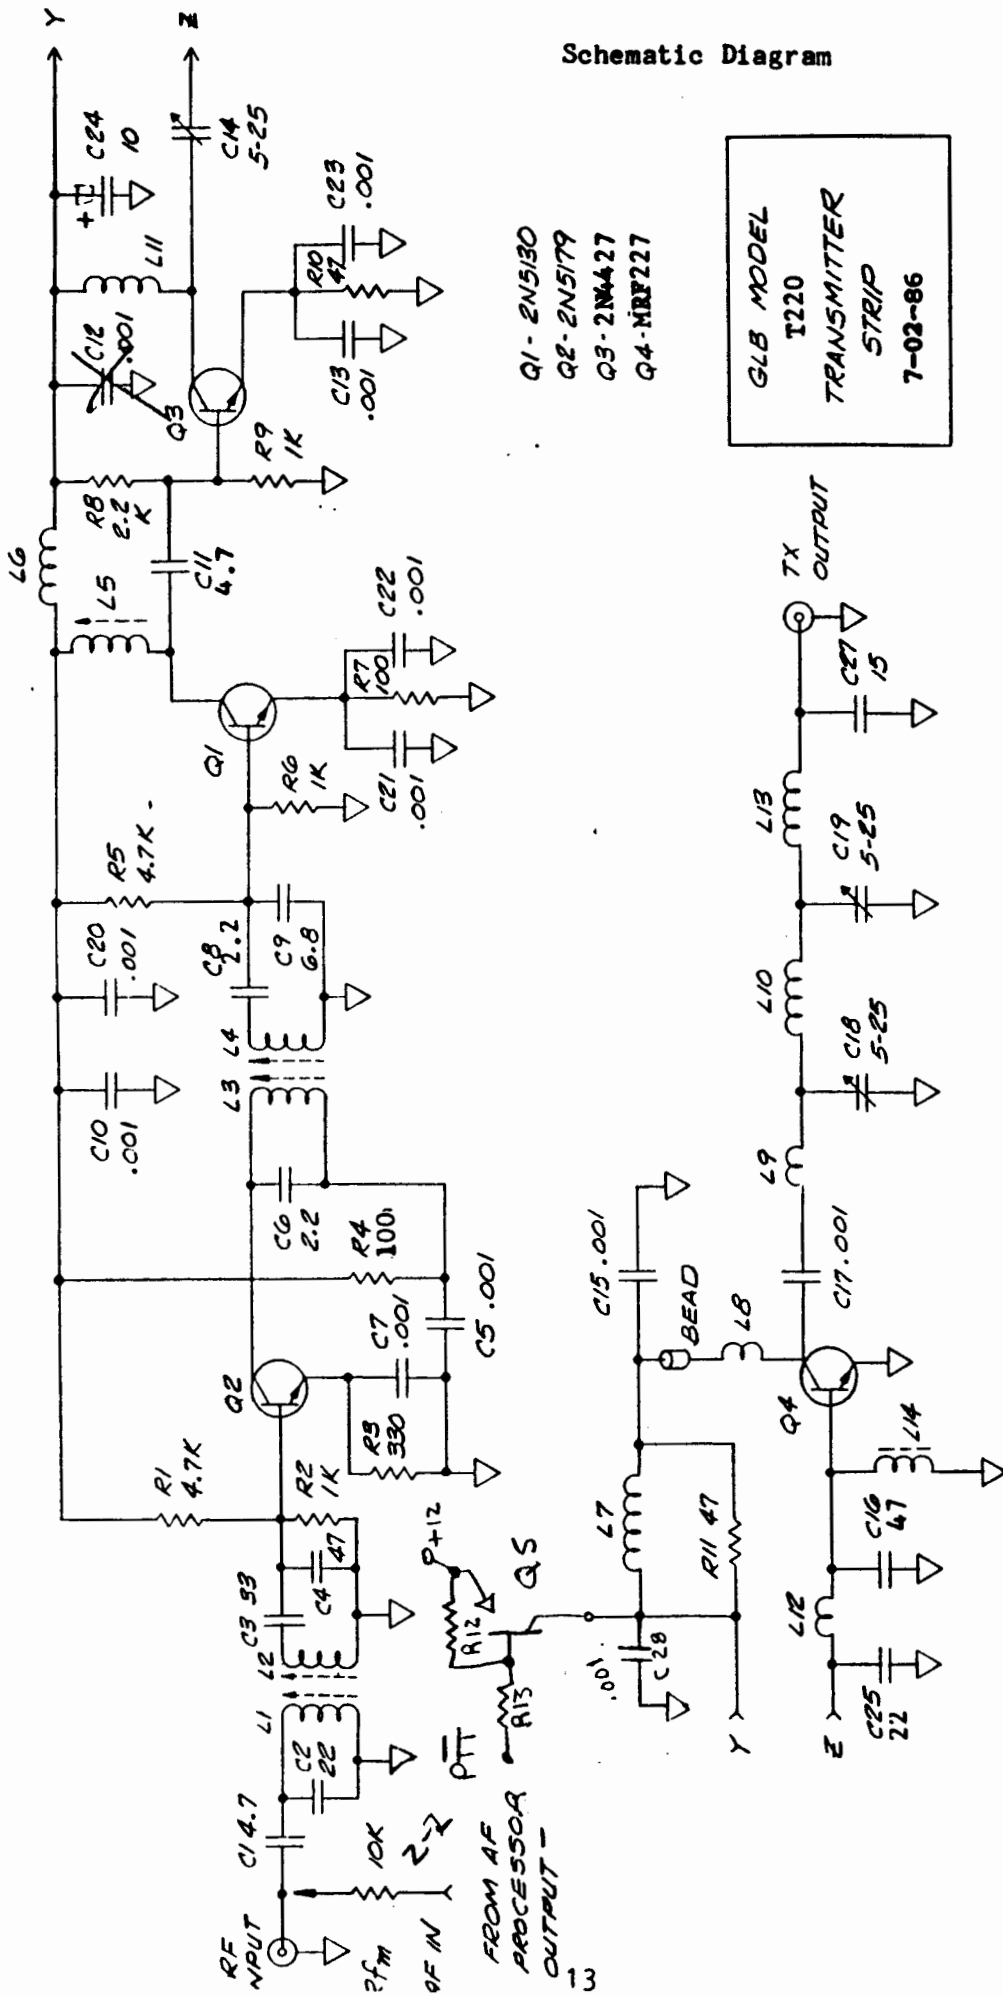 Schematic Diagram
Y
Z
C24
10
+
L11
C14
5-25
C12
.001
Q3
C23
.001
R10
47
C13
.001
R8
2.2
K
R9
1K
L6
L5
C11
4.7
Q1
C22
.001
R7
100
C21
.001
R6
1K
R5
4.7K
C20
.001
C10
.001
C8
2.2
C9
6.8
L4
L3
C6
2.2
R4
100
C7
.001
C5 .001
Q2
R3
330
R1
4.7K
R2
1K
C3 33
C4
47
L2
L1
C2
22
C1 4.7
RF
NPUT
10K
AF IN
FROM AF
PROCESSOR
OUTPUT
PTT
R13
R12
P+12
Q5
.001
C28
L7
R11 47
C15 .001
BEAD
L8
C17 .001
Q4
L14
C16
47
L12
C25
22
Y
Z
L9
C18
5-25
L10
C19
5-25
L13
C27
15
TX
OUTPUT
Q1 - 2N5130
Q2 - 2N5179
Q3 - 2N4427
Q4 - MRF227
GLB MODEL
T220
TRANSMITTER
STRIP
7-02-86
13